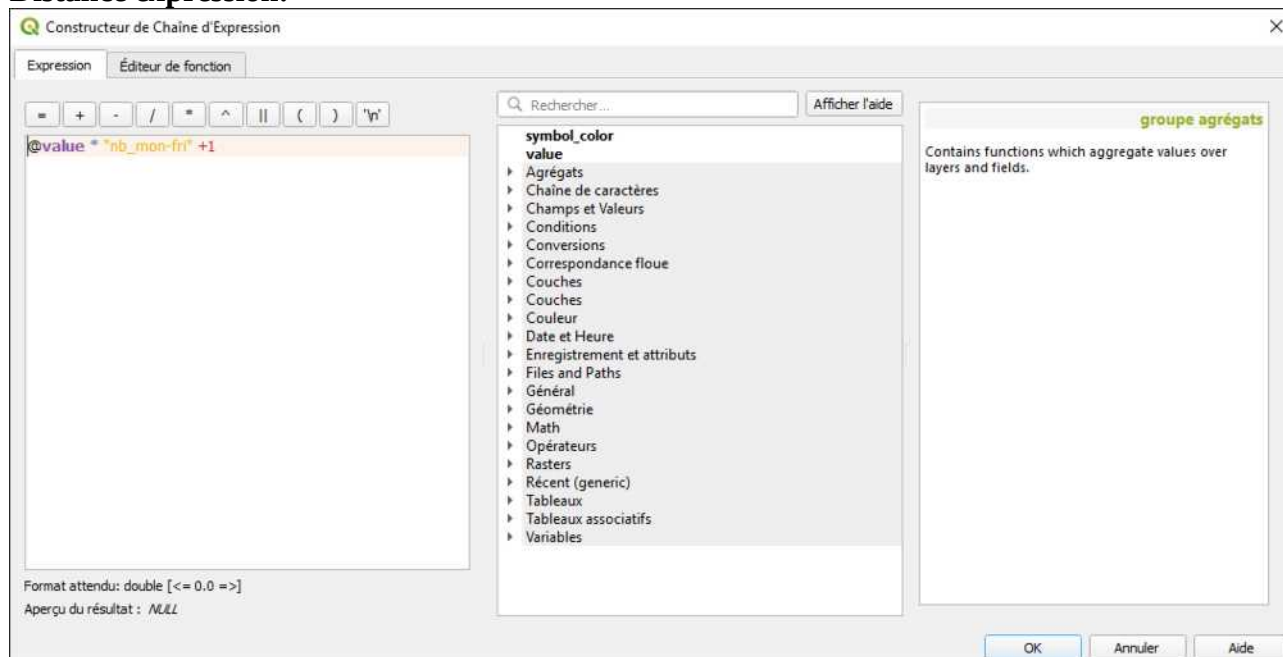 Distance expression:
Constructeur de Chaîne d'Expression
Expression
Éditeur de fonction
= + - / * ^ || ( ) '\n'
@value * "nb_mon-fri" +1
Format attendu: double [<= 0.0 =>]
Aperçu du résultat : NULL
Rechercher...
Afficher l'aide
symbol_color
value
Agrégats
Chaîne de caractères
Champs et Valeurs
Conditions
Conversions
Correspondance floue
Couches
Couches
Couleur
Date et Heure
Enregistrement et attributs
Files and Paths
Général
Géométrie
Math
Opérateurs
Rasters
Récent (generic)
Tableaux
Tableaux associatifs
Variables
groupe agrégats
Contains functions which aggregate values over
layers and fields.
OK
Annuler
Aide